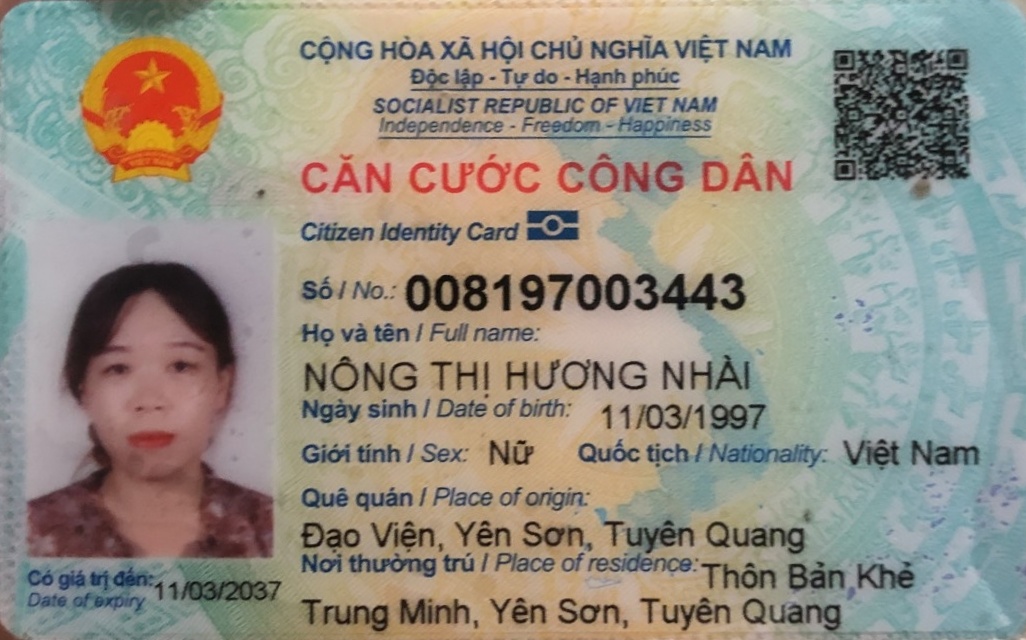 CỘNG HÒA XÃ HỘI CHỦ NGHĨA VIỆT NAM
Độc lập - Tự do - Hạnh phúc
SOCIALIST REPUBLIC OF VIET NAM
Independence - Freedom - Happiness
CĂN CƯỚC CÔNG DÂN
Citizen Identity Card
Số / No.: 008197003443
Họ và tên / Full name:
NÔNG THỊ HƯƠNG NHÀI
Ngày sinh / Date of birth: 11/03/1997
Giới tính / Sex: Nữ Quốc tịch / Nationality: Việt Nam
Quê quán / Place of origin:
Đạo Viện, Yên Sơn, Tuyên Quang
Nơi thường trú / Place of residence: Thôn Bản Khẻ
Trung Minh, Yên Sơn, Tuyên Quang
Có giá trị đến: 11/03/2037
Date of expiry